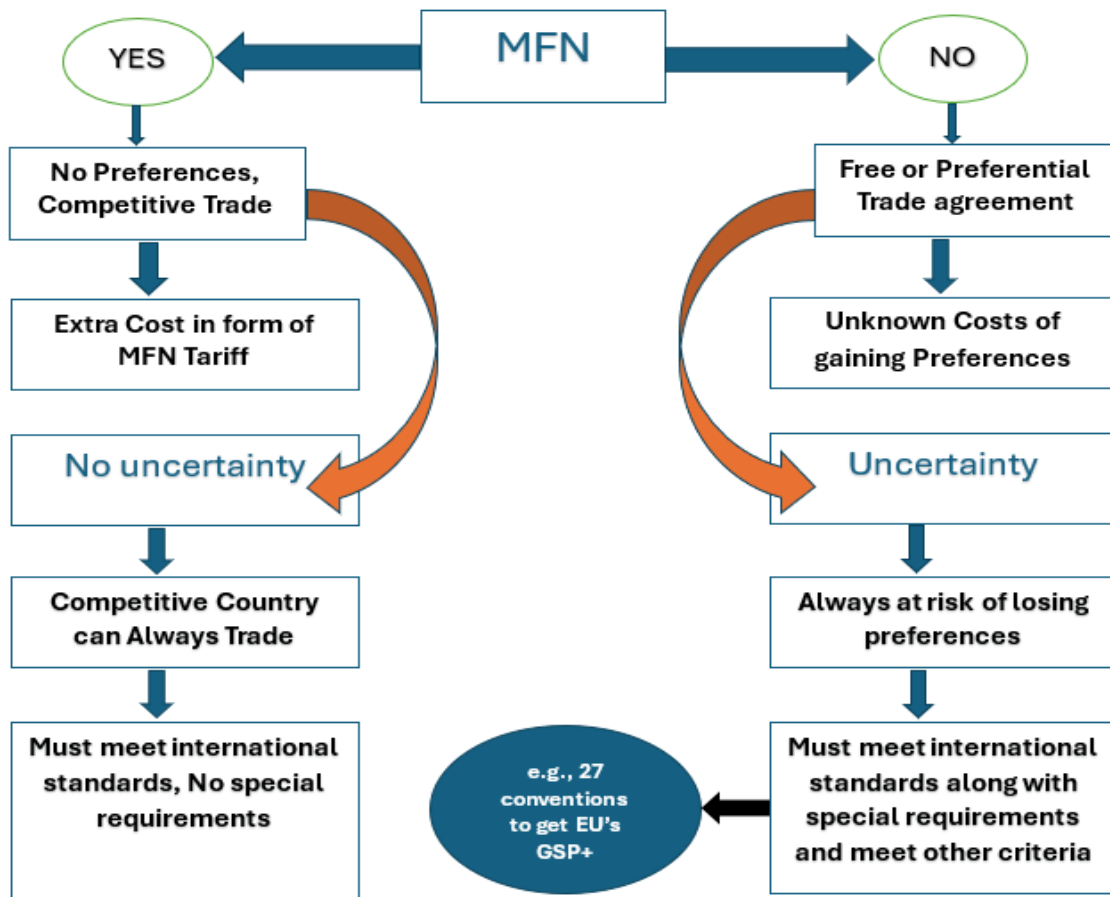 MFN
YES
NO
No Preferences,
Competitive Trade
Extra Cost in form of
MFN Tariff
No uncertainty
Competitive Country
can Always Trade
Must meet international
standards, No special
requirements
Free or Preferential
Trade agreement
Unknown Costs of
gaining Preferences
Uncertainty
Always at risk of losing
preferences
Must meet international
standards along with
special requirements
and meet other criteria
e.g., 27
conventions
to get EU's
GSP+